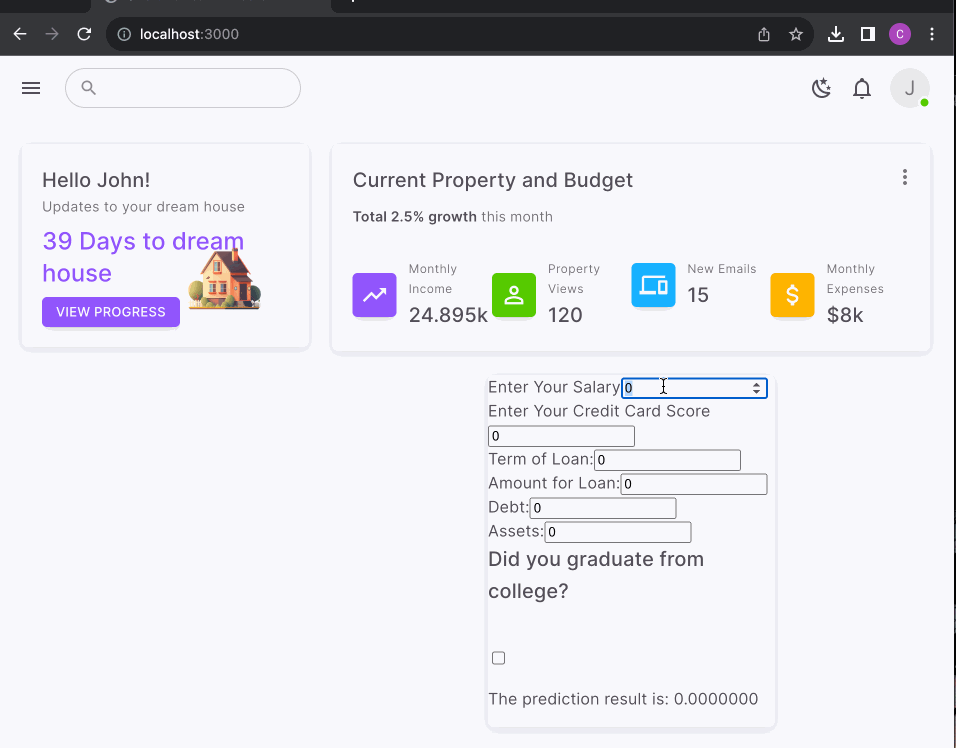 localhost:3000
C
J
Hello John!
Updates to your dream house
39 Days to dream
house
VIEW PROGRESS
Current Property and Budget
Total 2.5% growth this month
Monthly
Income
24.895k
Property
Views
120
New Emails
15
$
Monthly
Expenses
$8k
Enter Your Salary 0
Enter Your Credit Card Score
0
Term of Loan: 0
Amount for Loan: 0
Debt: 0
Assets: 0
Did you graduate from
college?
The prediction result is: 0.0000000